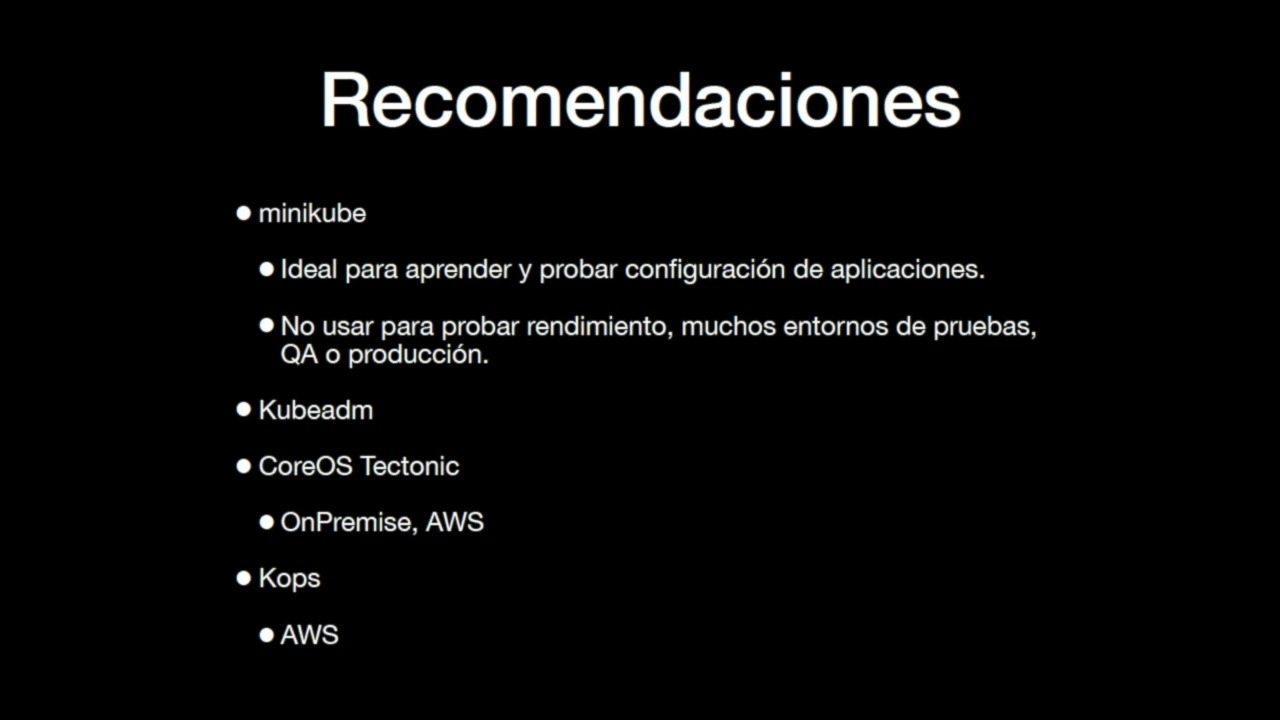 Recomendaciones
● minikube
● Ideal para aprender y probar configuración de aplicaciones.
● No usar para probar rendimiento, muchos entornos de pruebas,
QA o producción.
● Kubeadm
● CoreOS Tectonic
● OnPremise, AWS
● Kops
● AWS